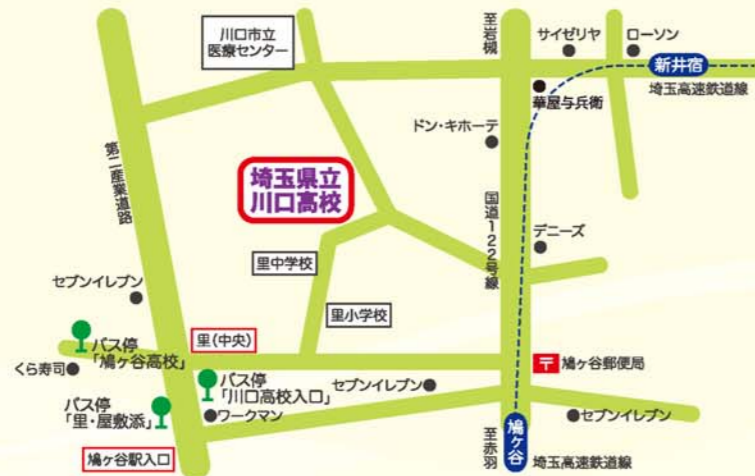 川口市立
医療センター
至岩槻
サイゼリヤ
ローソン
新井宿
埼玉高速鉄道線
華屋与兵衛
ドン・キホーテ
第二産業道路
埼玉県立
川口高校
国道122号線
デニーズ
里中学校
セブンイレブン
里小学校
バス停
「鳩ヶ谷高校」
里(中央)
くら寿司
〒
鳩ヶ谷郵便局
バス停
「川口高校入口」
セブンイレブン
バス停
「里・屋敷添」
ワークマン
セブンイレブン
鳩ヶ谷駅入口
至赤羽
鳩ヶ谷
埼玉高速鉄道線